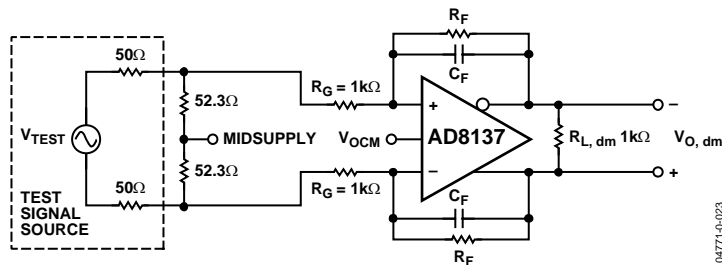 R_F
50Ω
C_F
R_G = 1kΩ
52.3Ω
+
−
V_TEST
MIDSUPPLY
V_OCM
AD8137
R_L, dm 1kΩ
V_O, dm
52.3Ω
50Ω
R_G = 1kΩ
−
+
C_F
TEST
SIGNAL
SOURCE
R_F
04771-0-023